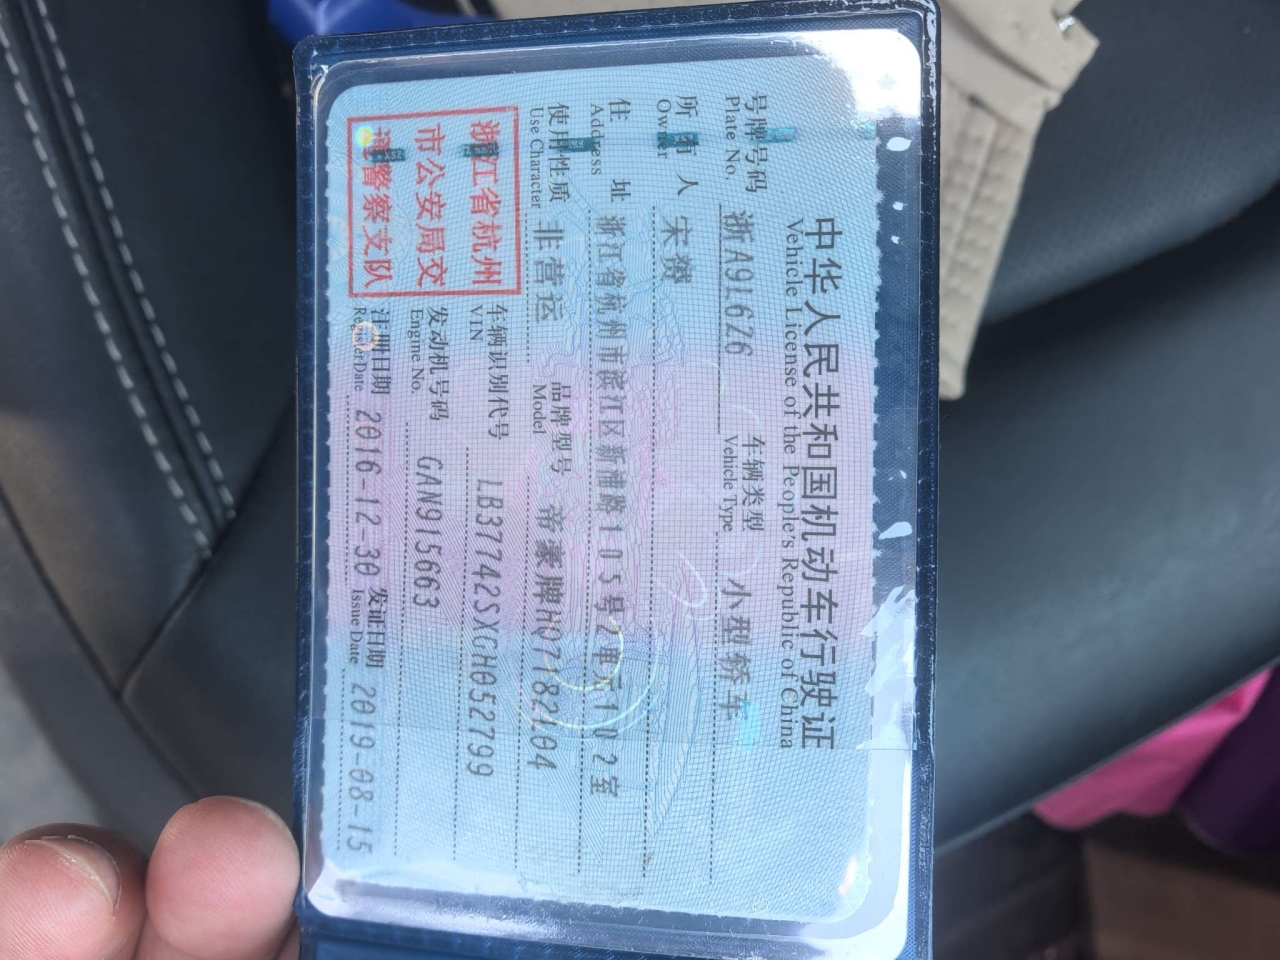 中华人民共和国机动车行驶证
Vehicle License of the People's Republic of China
号牌号码 浙A916Z6 车辆类型 小型轿车
Plate No. Vehicle Type
所有人 宋赟
Owner
住址 浙江省杭州市滨江区新浦路105号2单元102室
Address
使用性质 非营运 品牌型号 帝豪牌HQ7182L04
Use Character Model
浙江省杭州
市公安局交
通警察支队
车辆识别代号 LB37742SXGH052799
VIN
发动机号码 GAN915663
Engine No.
注册日期 2016-12-30 发证日期 2019-08-15
Register Date Issue Date